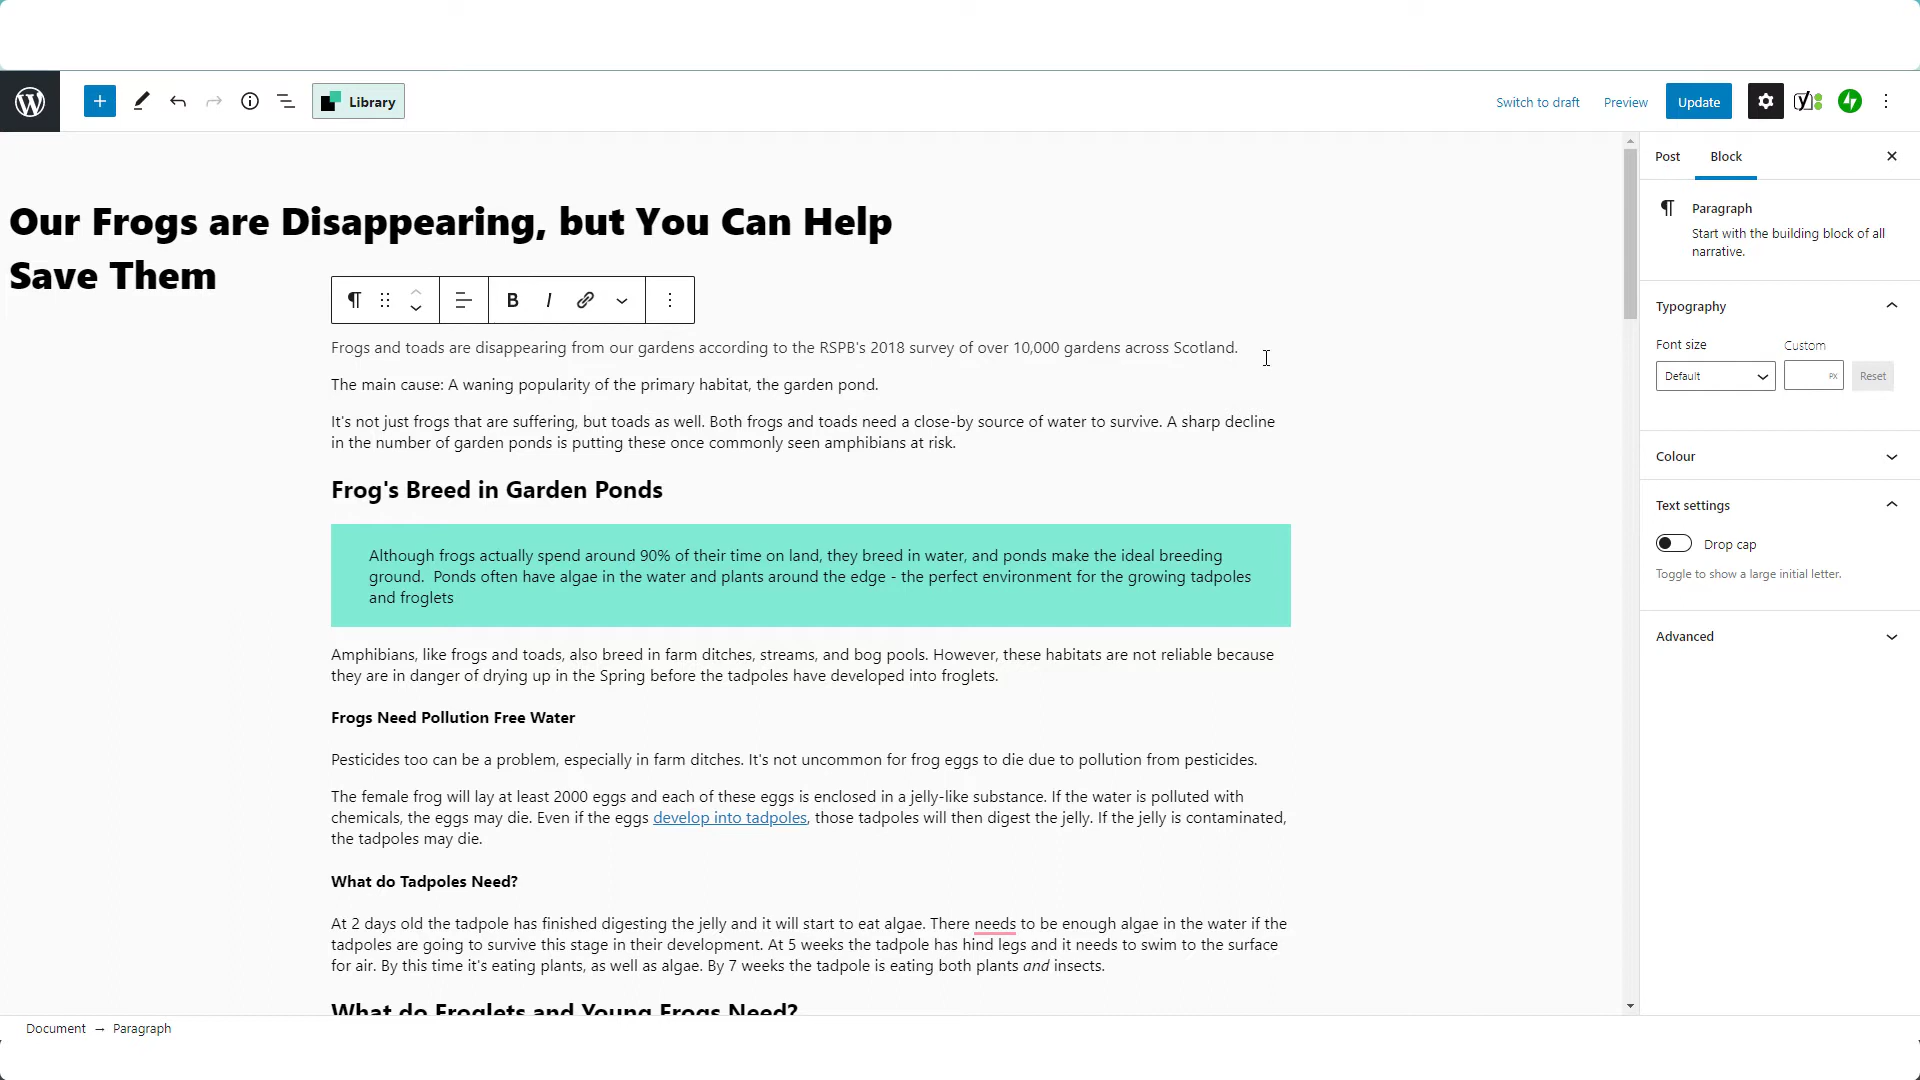 Library
Switch to draft
Preview
Update
Post
Block
Paragraph
Start with the building block of all
narrative.
Typography
Font size
Custom
Default
PX
Reset
Colour
Text settings
Drop cap
Toggle to show a large initial letter.
Advanced
Our Frogs are Disappearing, but You Can Help
Save Them
B I
Frogs and toads are disappearing from our gardens according to the RSPB's 2018 survey of over 10,000 gardens across Scotland.
The main cause: A waning popularity of the primary habitat, the garden pond.
It's not just frogs that are suffering, but toads as well. Both frogs and toads need a close-by source of water to survive. A sharp decline
in the number of garden ponds is putting these once commonly seen amphibians at risk.
Frog's Breed in Garden Ponds
Although frogs actually spend around 90% of their time on land, they breed in water, and ponds make the ideal breeding
ground.  Ponds often have algae in the water and plants around the edge - the perfect environment for the growing tadpoles
and froglets
Amphibians, like frogs and toads, also breed in farm ditches, streams, and bog pools. However, these habitats are not reliable because
they are in danger of drying up in the Spring before the tadpoles have developed into froglets.
Frogs Need Pollution Free Water
Pesticides too can be a problem, especially in farm ditches. It's not uncommon for frog eggs to die due to pollution from pesticides.
The female frog will lay at least 2000 eggs and each of these eggs is enclosed in a jelly-like substance. If the water is polluted with
chemicals, the eggs may die. Even if the eggs develop into tadpoles, those tadpoles will then digest the jelly. If the jelly is contaminated,
the tadpoles may die.
What do Tadpoles Need?
At 2 days old the tadpole has finished digesting the jelly and it will start to eat algae. There needs to be enough algae in the water if the
tadpoles are going to survive this stage in their development. At 5 weeks the tadpole has hind legs and it needs to swim to the surface
for air. By this time it's eating plants, as well as algae. By 7 weeks the tadpole is eating both plants and insects.
What do Froglets and Young Frogs Need?
Document → Paragraph